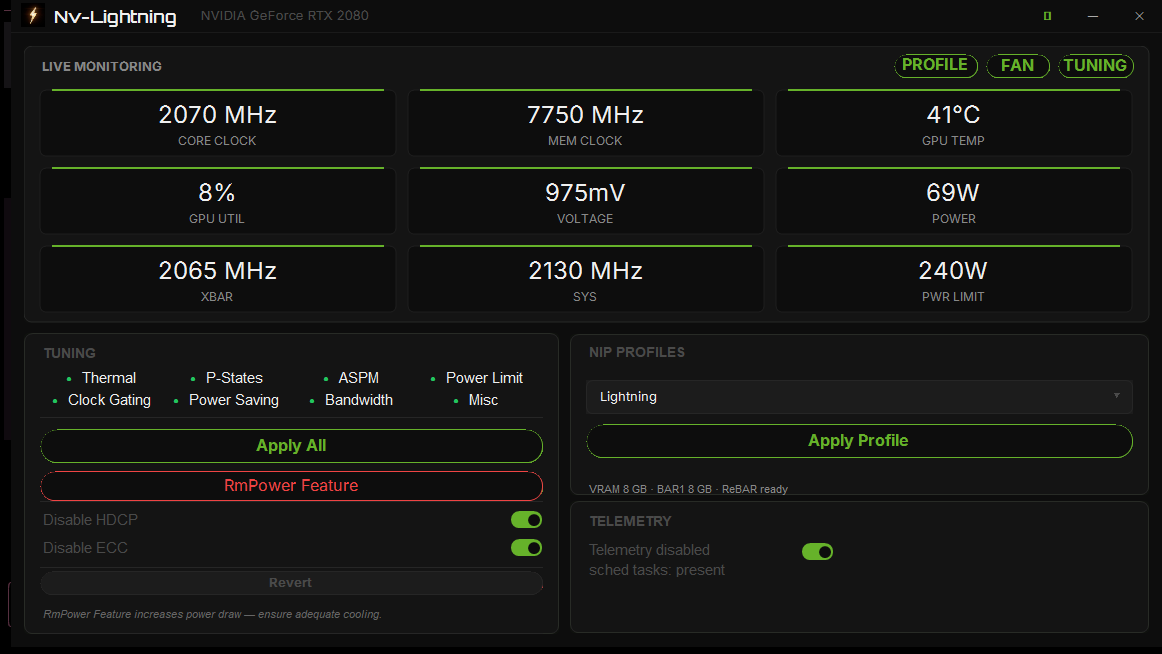 Nv-Lightning NVIDIA GeForce RTX 2080
LIVE MONITORING PROFILE FAN TUNING
2070 MHz 7750 MHz 41°C
CORE CLOCK MEM CLOCK GPU TEMP
8% 975mV 69W
GPU UTIL VOLTAGE POWER
2065 MHz 2130 MHz 240W
XBAR SYS PWR LIMIT
TUNING
Thermal P-States ASPM Power Limit
Clock Gating Power Saving Bandwidth Misc
Apply All
RmPower Feature
Disable HDCP
Disable ECC
Revert
RmPower Feature increases power draw — ensure adequate cooling.
NIP PROFILES
Lightning
Apply Profile
VRAM 8 GB · BAR1 8 GB · ReBAR ready
TELEMETRY
Telemetry disabled
sched tasks: present